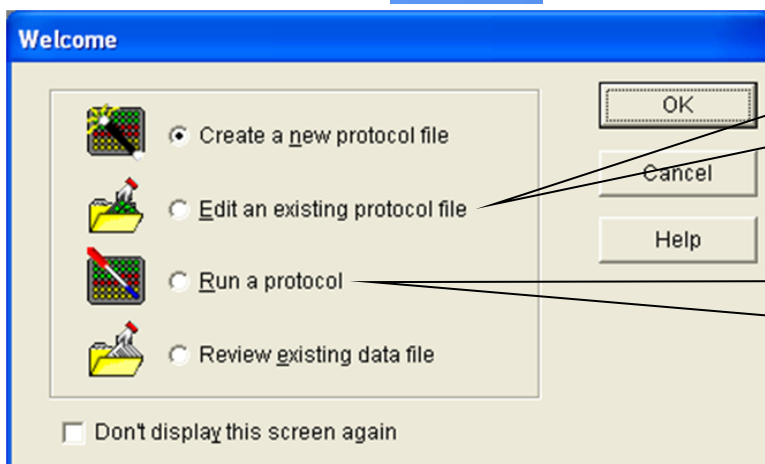 Welcome
Create a new protocol file
Edit an existing protocol file
Run a protocol
Review existing data file
Don't display this screen again
OK
Cancel
Help